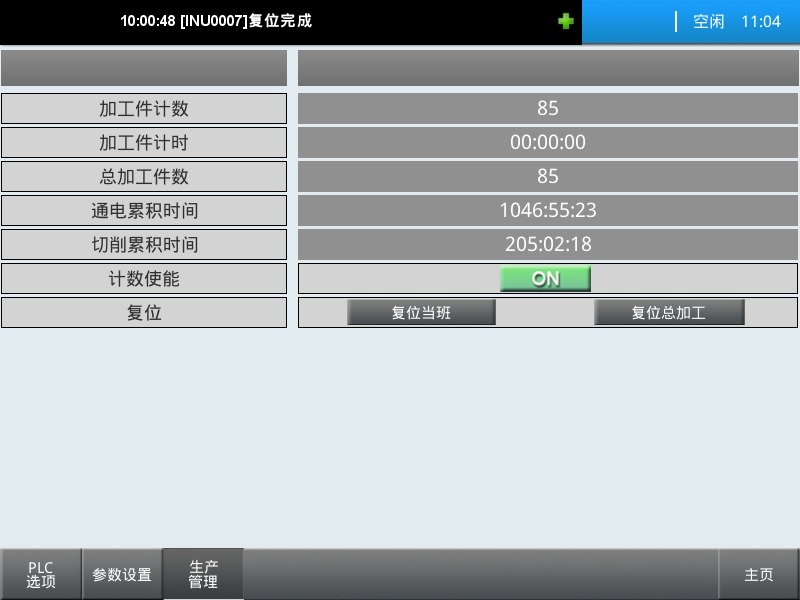 10:00:48 [INU0007]复位完成
空闲 11:04
加工件计数 85
加工件计时 00:00:00
总加工件数 85
通电累积时间 1046:55:23
切削累积时间 205:02:18
计数使能 ON
复位 复位当班 复位总加工
PLC
选项
参数设置
生产
管理
主页